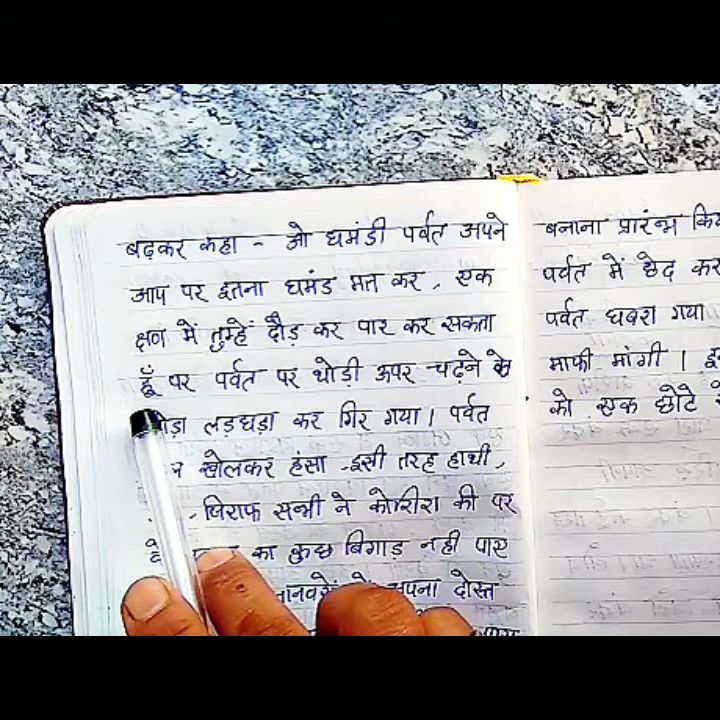 बढ़कर कहा - ओ घमंडी पर्वत अपने
आप पर इतना घमंड मत कर, एक
क्षण में तुम्हें दौड़ कर पार कर सकता
हूँ पर पर्वत पर थोडी ऊपर चढ़ने के
लड़घड़ा कर गिर गया। पर्वत
खोलकर हंसा इसी तरह हाथी,
जिराफ सभी ने कोशीश की पर
का कुछ बिगाड़ नही पाए
अपना दोस्त
बनाना प्रारंभ
पर्वत में छेद कर
पर्वत घबरा गया
माफी मांगी।
को एक छोटे